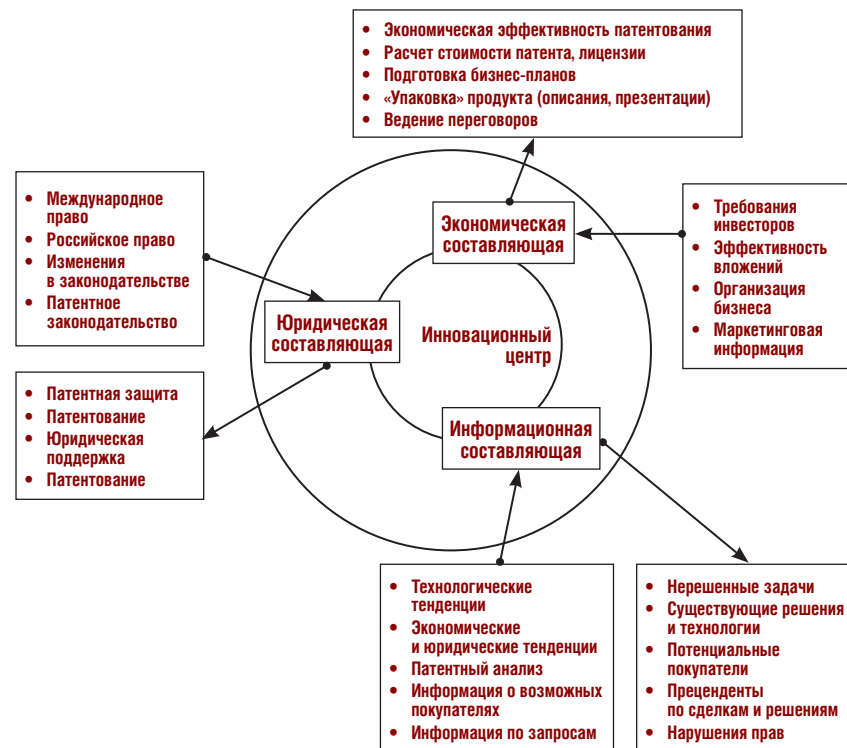 • Экономическая эффективность патентования
• Расчет стоимости патента, лицензии
• Подготовка бизнес-планов
• «Упаковка» продукта (описания, презентации)
• Ведение переговоров
• Международное
право
• Российское право
• Изменения
в законодательстве
• Патентное
законодательство
Экономическая
составляющая
• Требования
инвесторов
• Эффективность
вложений
• Организация
бизнеса
• Маркетинговая
информация
Юридическая
составляющая
Инновационный
центр
• Патентная защита
• Патентование
• Юридическая
поддержка
• Патентование
Информационная
составляющая
• Технологические
тенденции
• Экономические
и юридические тенденции
• Патентный анализ
• Информация о возможных
покупателях
• Информация по запросам
• Нерешенные задачи
• Существующие решения
и технологии
• Потенциальные
покупатели
• Преценденты
по сделкам и решениям
• Нарушения прав